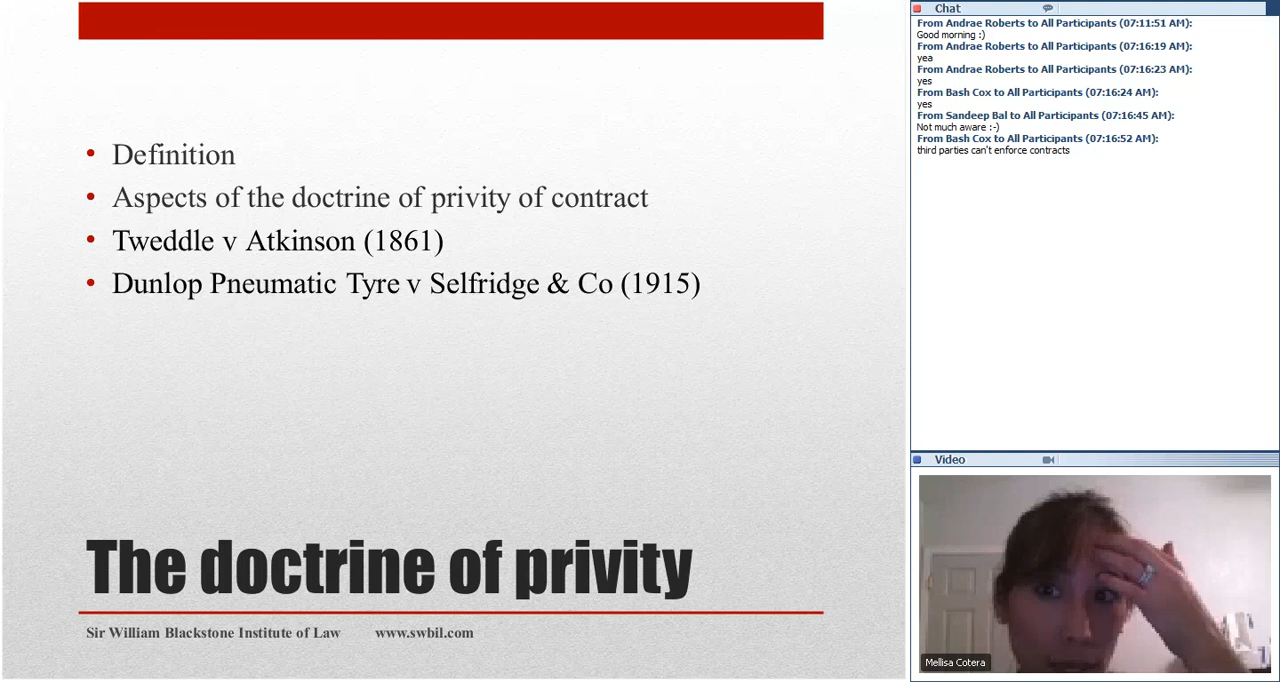 • Definition
• Aspects of the doctrine of privity of contract
• Tweddle v Atkinson (1861)
• Dunlop Pneumatic Tyre v Selfridge & Co (1915)
The doctrine of privity
Sir William Blackstone Institute of Law www.swbil.com
Chat
From Andrae Roberts to All Participants (07:11:51 AM):
Good morning :)
From Andrae Roberts to All Participants (07:16:19 AM):
yea
From Andrae Roberts to All Participants (07:16:23 AM):
yes
From Bash Cox to All Participants (07:16:24 AM):
yes
From Sandeep Bal to All Participants (07:16:45 AM):
Not much aware :-)
From Bash Cox to All Participants (07:16:52 AM):
third parties can't enforce contracts
Video
Mellisa Cotera